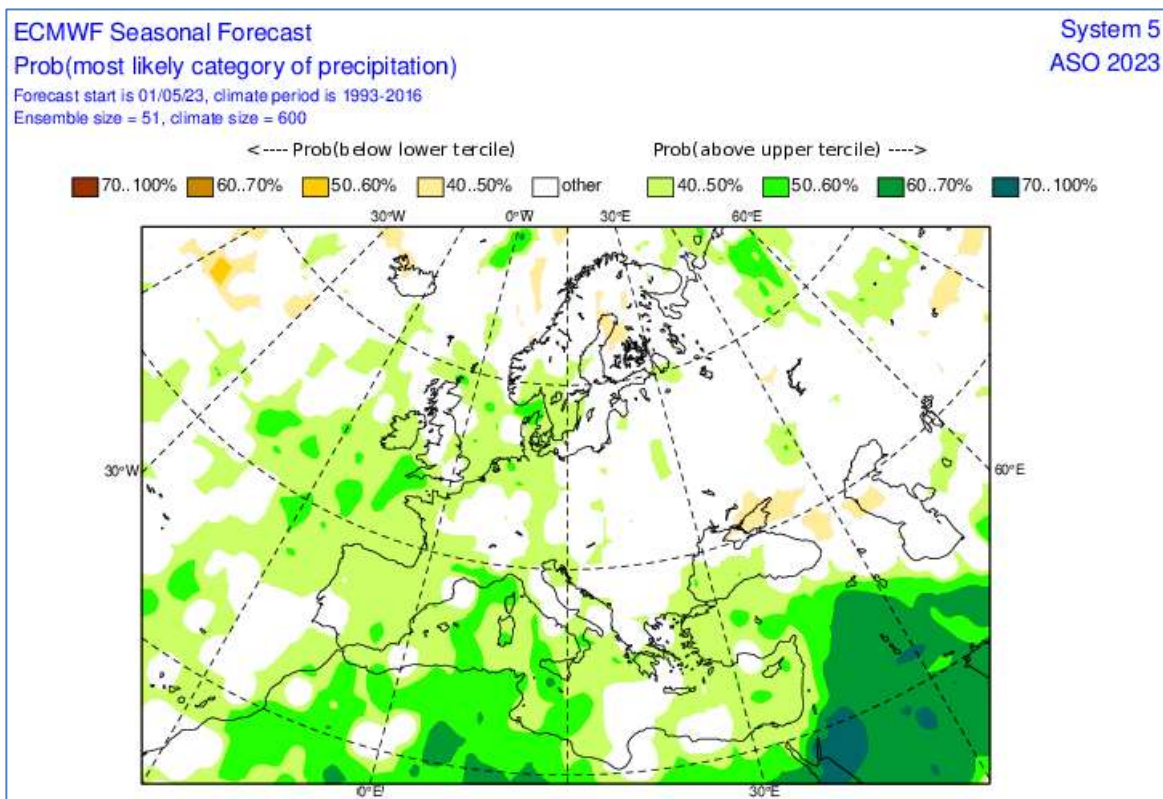 ECMWF Seasonal Forecast
System 5
Prob(most likely category of precipitation)
ASO 2023
Forecast start is 01/05/23, climate period is 1993-2016
Ensemble size = 51, climate size = 600
<---- Prob(below lower tercile)
Prob(above upper tercile) ---->
70..100% 60..70% 50..60% 40..50% other 40..50% 50..60% 60..70% 70..100%
30°W 0°W 30°E 60°E
30°W 60°E
0°E 30°E